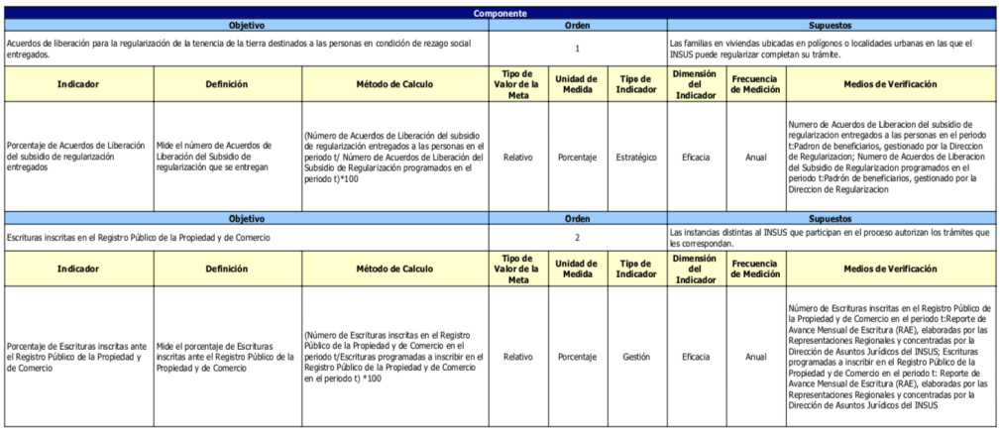 Componente
Objetivo Orden Supuestos
Acuerdos de liberación para la regularización de la tenencia de la tierra destinados a las personas en condición de rezago social
entregados.
1
Las familias en viviendas ubicadas en polígonos o localidades urbanas en las que el
INSUS puede regularizar completan su trámite.
Indicador
Definición
Método de Calculo
Tipo de
Valor de la
Meta
Unidad de
Medida
Tipo de
Indicador
Dimensión
del
Indicador
Frecuencia
de Medición
Medios de Verificación
Porcentaje de Acuerdos de Liberación
del subsidio de regularización
entregados
Mide el número de Acuerdos de
Liberación del Subsidio de
regularización que se entregan
(Número de Acuerdos de Liberación del subsidio
de regularización entregados a las personas en el
periodo t/ Número de Acuerdos de Liberación del
Subsidio de Regularización programados en el
periodo t)*100
Relativo
Porcentaje
Estratégico
Eficacia
Anual
Numero de Acuerdos de Liberacion del subsidio de
regularizacion entregados a las personas en el periodo
t:Padron de beneficiarios, gestionado por la Direccion
de Regularizacion; Numero de Acuerdos de Liberacion
del Subsidio de Regularizacion programados en el
periodo t:Padrón de beneficiarios, gestionado por la
Direccion de Regularizacion
Objetivo Orden Supuestos
Escrituras inscritas en el Registro Público de la Propiedad y de Comercio
2
Las instancias distintas al INSUS que participan en el proceso autorizan los trámites que
les correspondan.
Indicador
Definición
Método de Calculo
Tipo de
Valor de la
Meta
Unidad de
Medida
Tipo de
Indicador
Dimensión
del
Indicador
Frecuencia
de Medición
Medios de Verificación
Porcentaje de Escrituras inscritas ante
el Registro Público de la Propiedad y
de Comercio
Mide el porcentaje de Escrituras
inscritas ante el Registro Público de la
Propiedad y de Comercio
(Número de Escrituras inscritas en el Registro
Público de la Propiedad y de Comercio en el
periodo t/Escrituras programadas a inscribir en el
Registro Público de la Propiedad y de Comercio
en el periodo t) *100
Relativo
Porcentaje
Gestión
Eficacia
Anual
Número de Escrituras inscritas en el Registro Público de
la Propiedad y de Comercio en el periodo t:Reporte de
Avance Mensual de Escritura (RAE), elaboradas por las
Representaciones Regionales y concentradas por la
Dirección de Asuntos Jurídicos del INSUS; Escrituras
programadas a inscribir en el Registro Público de la
Propiedad y de Comercio en el periodo t: Reporte de
Avance Mensual de Escritura (RAE), elaboradas por las
Representaciones Regionales y concentradas por la
Dirección de Asuntos Jurídicos del INSUS